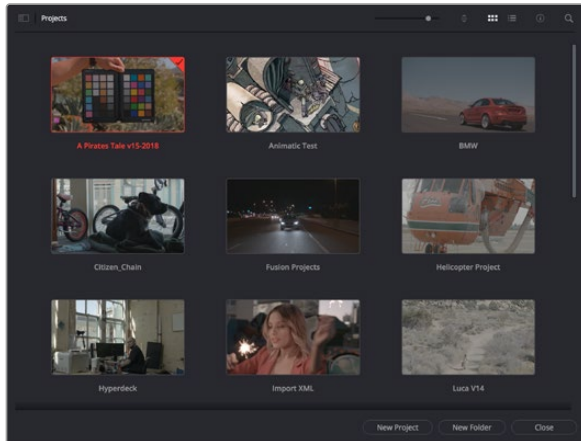 Projects
A Pirates Tale v15-2018
Animatic Test
BMW
Citizen_Chain
Fusion Projects
Helicopter Project
Hyperdeck
Import XML
Luca V14
New Project
New Folder
Close